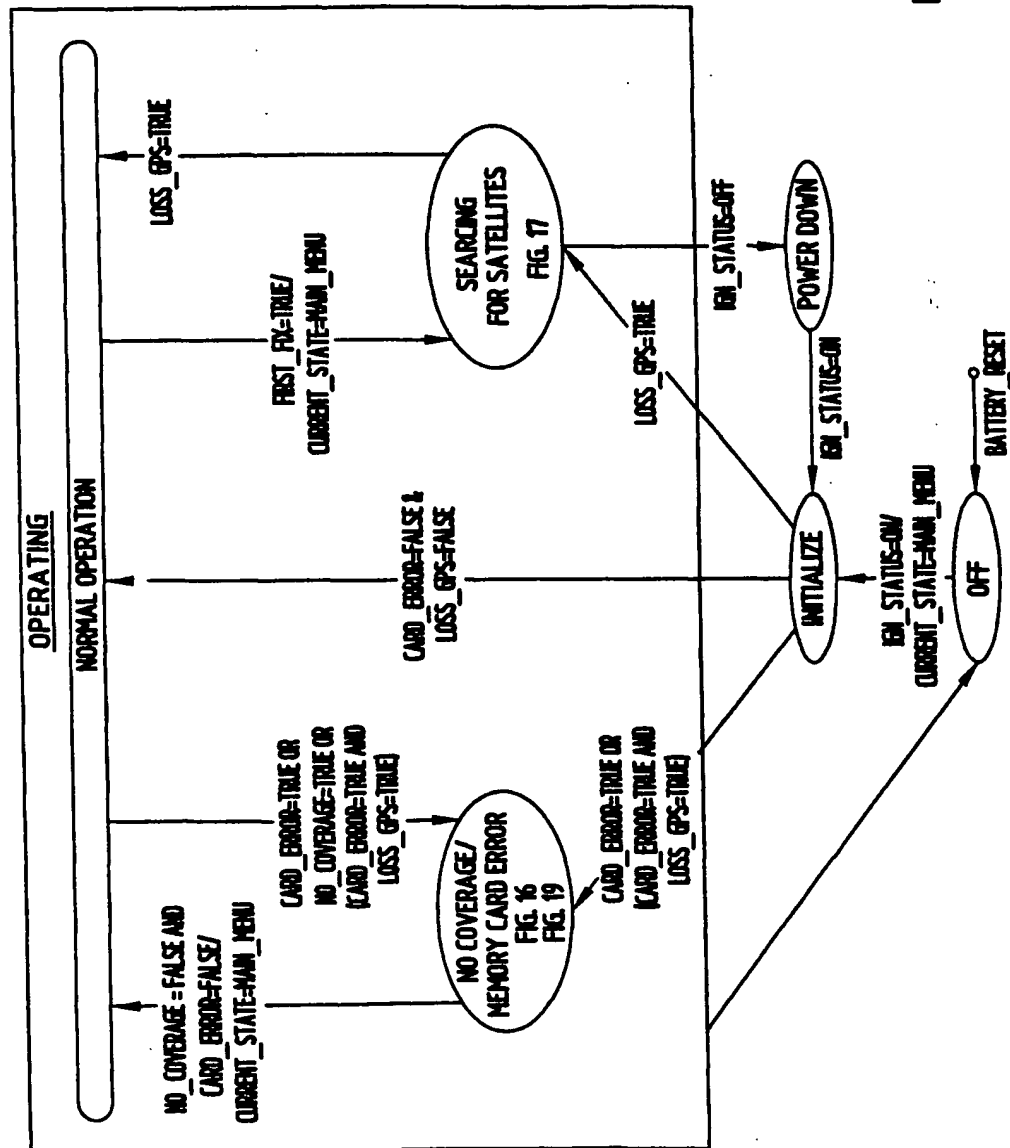 OPERATING
NORMAL OPERATION
NO_COVERAGE=FALSE AND
CARD_ERROR=FALSE/
CURRENT_STATE=MAIN_MENU
CARD_ERROR=TRUE OR
NO_COVERAGE=TRUE OR
(CARD_ERROR=TRUE AND
LOSS_GPS=TRUE)
CARD_ERROR=FALSE &
LOSS_GPS=FALSE
FIRST_FIX=TRUE/
CURRENT_STATE=MAIN_MENU
LOSS_GPS=TRUE
NO COVERAGE/
MEMORY CARD ERROR
FIG. 16
FIG. 19
SEARCING
FOR SATELLITES
FIG. 17
CARD_ERROR=TRUE OR
(CARD_ERROR=TRUE AND
LOSS_GPS=TRUE)
LOSS_GPS=TRUE
IGN_STATUS=OFF
INITIALIZE
IGN_STATUS=ON
POWER DOWN
IGN_STATUS=ON/
CURRENT_STATE=MAIN_MENU
OFF
BATTERY_RESET